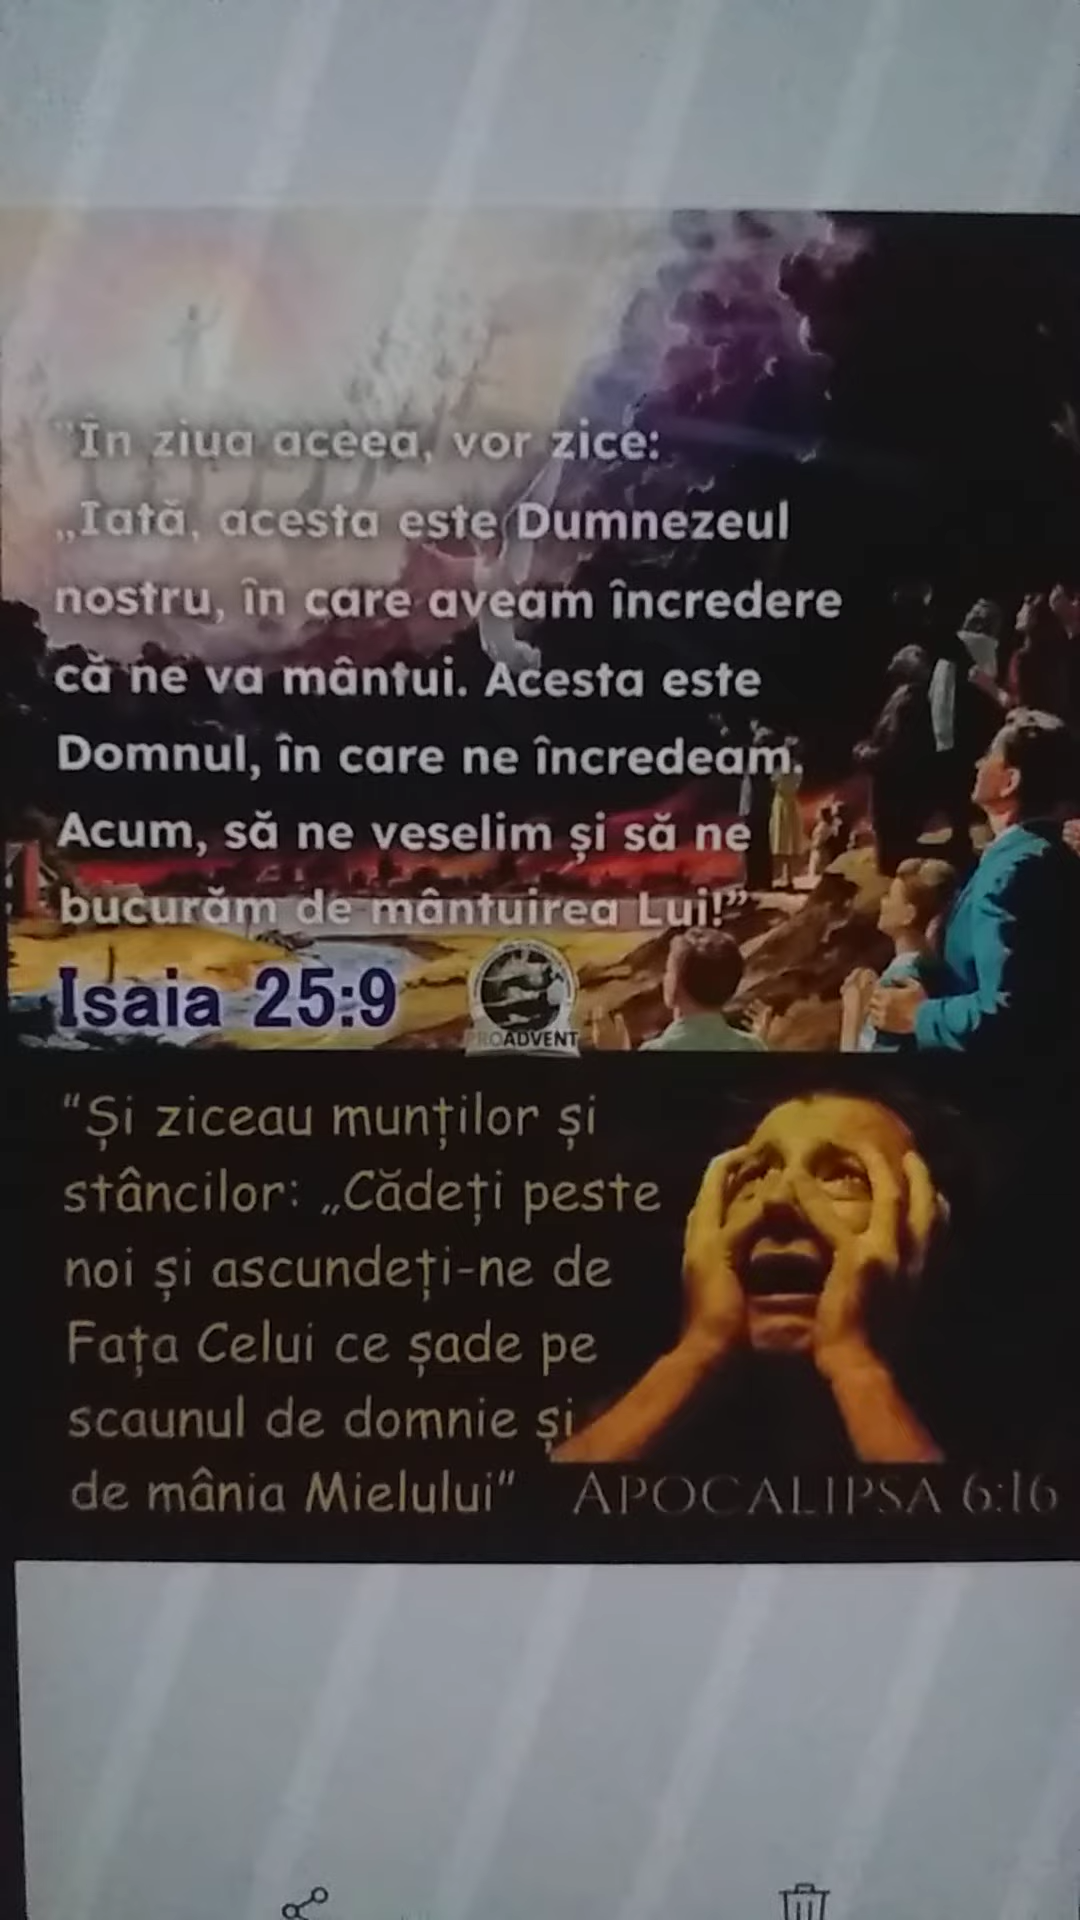 "În ziua aceea, vor zice:
„Iată, acesta este Dumnezeul
nostru, în care aveam încredere
că ne va mântui. Acesta este
Domnul, în care ne încredeam.
Acum, să ne veselim și să ne
bucurăm de mântuirea Lui!”
Isaia 25:9
PROADVENT
“Și ziceau munților și
stâncilor: „Cădeți peste
noi și ascundeți-ne de
Fața Celui ce șade pe
scaunul de domnie și
de mânia Mielului"
APOCALIPSA 6:16